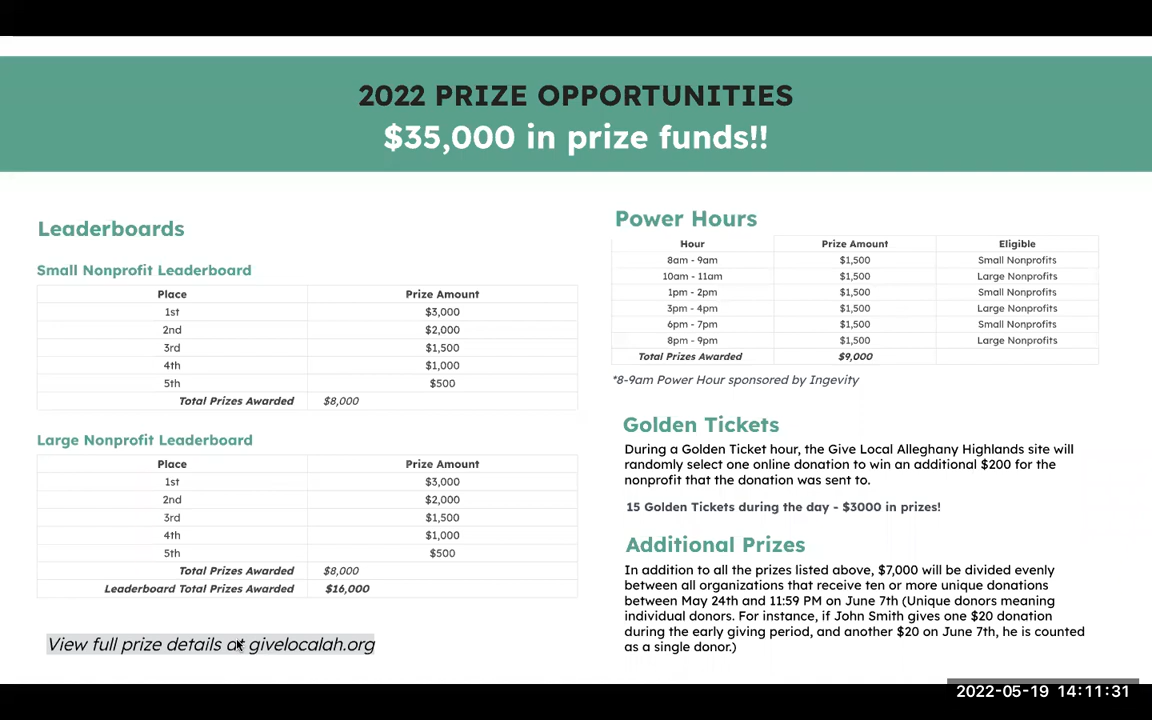 2022 PRIZE OPPORTUNITIES
$35,000 in prize funds!!
Leaderboards
Small Nonprofit Leaderboard
Place Prize Amount
1st $3,000
2nd $2,000
3rd $1,500
4th $1,000
5th $500
Total Prizes Awarded $8,000
Large Nonprofit Leaderboard
Place Prize Amount
1st $3,000
2nd $2,000
3rd $1,500
4th $1,000
5th $500
Total Prizes Awarded $8,000
Leaderboard Total Prizes Awarded $16,000
View full prize details at givelocalah.org
Power Hours
Hour Prize Amount Eligible
8am - 9am $1,500 Small Nonprofits
10am - 11am $1,500 Large Nonprofits
1pm - 2pm $1,500 Small Nonprofits
3pm - 4pm $1,500 Large Nonprofits
6pm - 7pm $1,500 Small Nonprofits
8pm - 9pm $1,500 Large Nonprofits
Total Prizes Awarded $9,000
*8-9am Power Hour sponsored by Ingevity
Golden Tickets
During a Golden Ticket hour, the Give Local Alleghany Highlands site will
randomly select one online donation to win an additional $200 for the
nonprofit that the donation was sent to.
15 Golden Tickets during the day - $3000 in prizes!
Additional Prizes
In addition to all the prizes listed above, $7,000 will be divided evenly
between all organizations that receive ten or more unique donations
between May 24th and 11:59 PM on June 7th (Unique donors meaning
individual donors. For instance, if John Smith gives one $20 donation
during the early giving period, and another $20 on June 7th, he is counted
as a single donor.)
2022-05-19 14:11:31